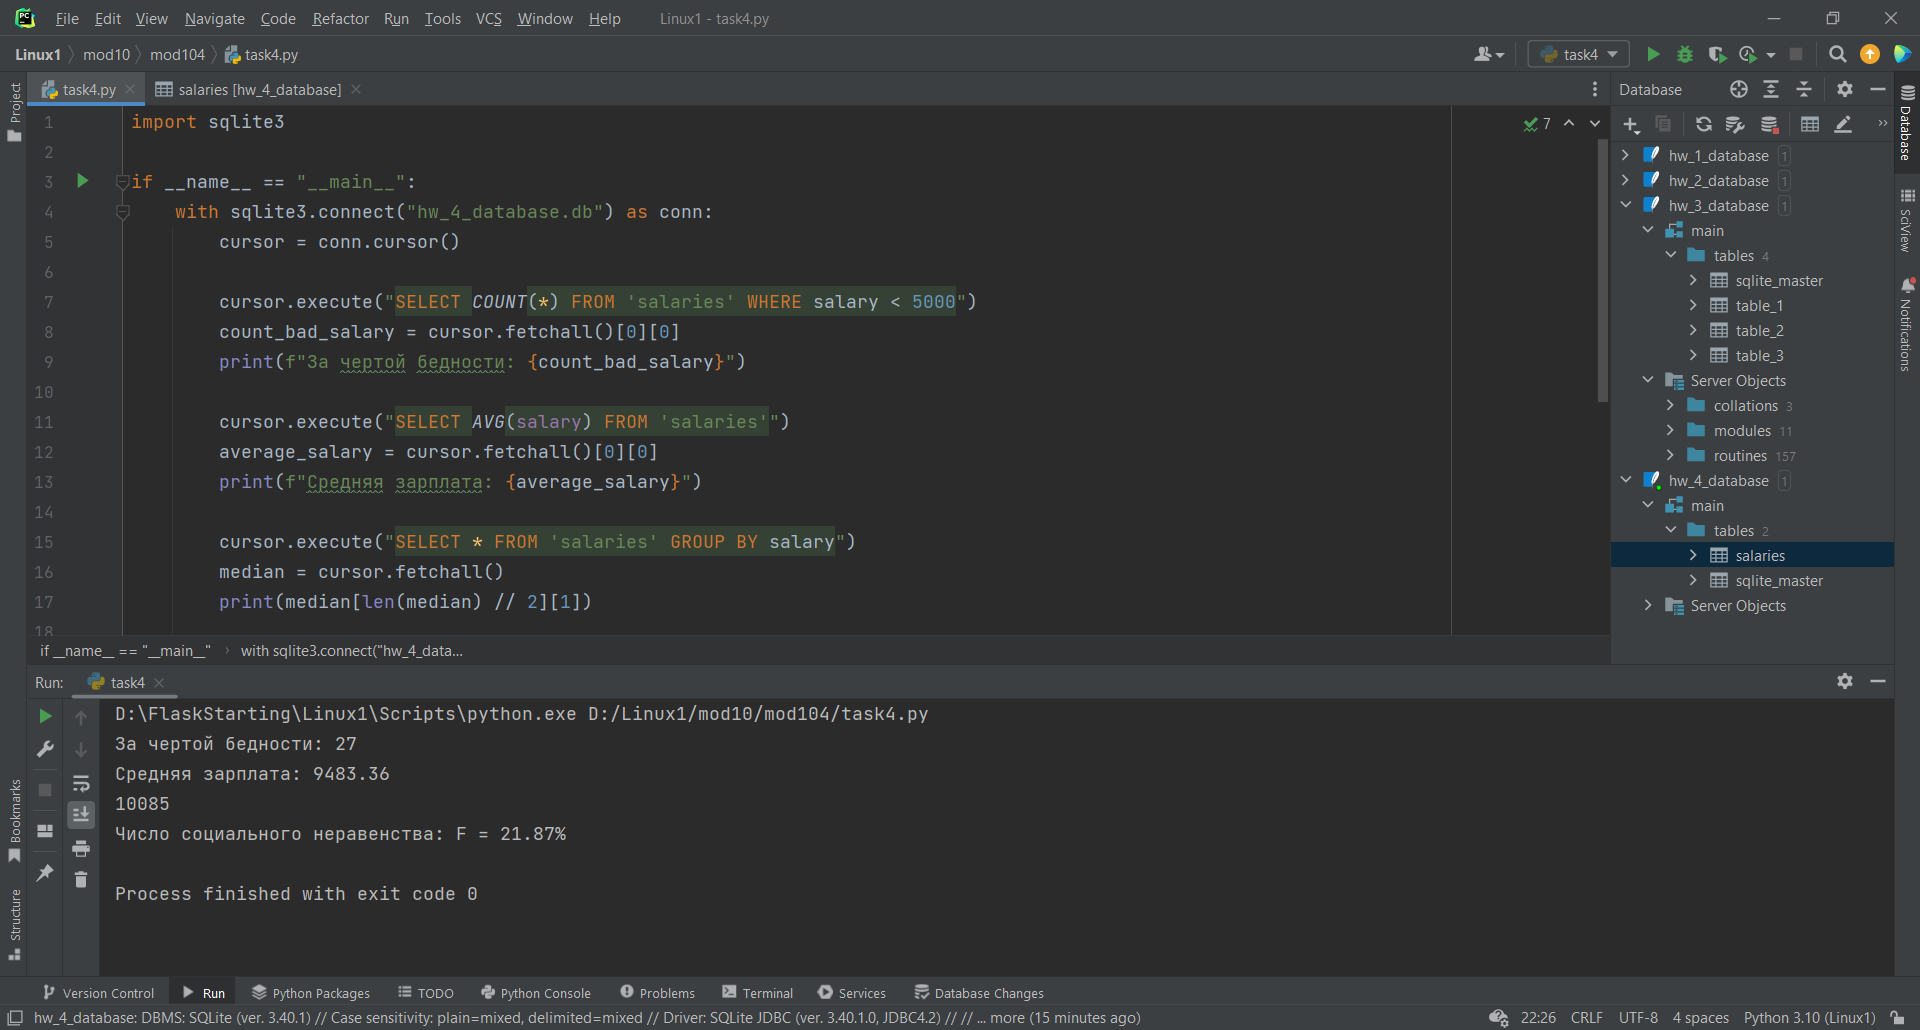 File Edit View Navigate Code Refactor Run Tools VCS Window Help Linux1 - task4.py
Linux1 mod10 mod104 task4.py task4
task4.py salaries [hw_4_database]
Project
1 import sqlite3
2
3 if __name__ == "__main__":
4 with sqlite3.connect("hw_4_database.db") as conn:
5 cursor = conn.cursor()
6
7 cursor.execute("SELECT COUNT(*) FROM 'salaries' WHERE salary < 5000")
8 count_bad_salary = cursor.fetchall()[0][0]
9 print(f"За чертой бедности: {count_bad_salary}")
10
11 cursor.execute("SELECT AVG(salary) FROM 'salaries'")
12 average_salary = cursor.fetchall()[0][0]
13 print(f"Средняя зарплата: {average_salary}")
14
15 cursor.execute("SELECT * FROM 'salaries' GROUP BY salary")
16 median = cursor.fetchall()
17 print(median[len(median) // 2][1])
18
7
if __name__ == "__main__" › with sqlite3.connect("hw_4_data...
Database
hw_1_database 1
hw_2_database 1
hw_3_database 1
main
tables 4
sqlite_master
table_1
table_2
table_3
Server Objects
collations 3
modules 11
routines 157
hw_4_database 1
main
tables 2
salaries
sqlite_master
Server Objects
Database
SciView
Notifications
Run: task4
D:\FlaskStarting\Linux1\Scripts\python.exe D:/Linux1/mod10/mod104/task4.py
За чертой бедности: 27
Средняя зарплата: 9483.36
10085
Число социального неравенства: F = 21.87%
Process finished with exit code 0
Bookmarks
Structure
Version Control Run Python Packages TODO Python Console Problems Terminal Services Database Changes
hw_4_database: DBMS: SQLite (ver. 3.40.1) // Case sensitivity: plain=mixed, delimited=mixed // Driver: SQLite JDBC (ver. 3.40.1.0, JDBC4.2) // // ... more (15 minutes ago) 22:26 CRLF UTF-8 4 spaces Python 3.10 (Linux1)